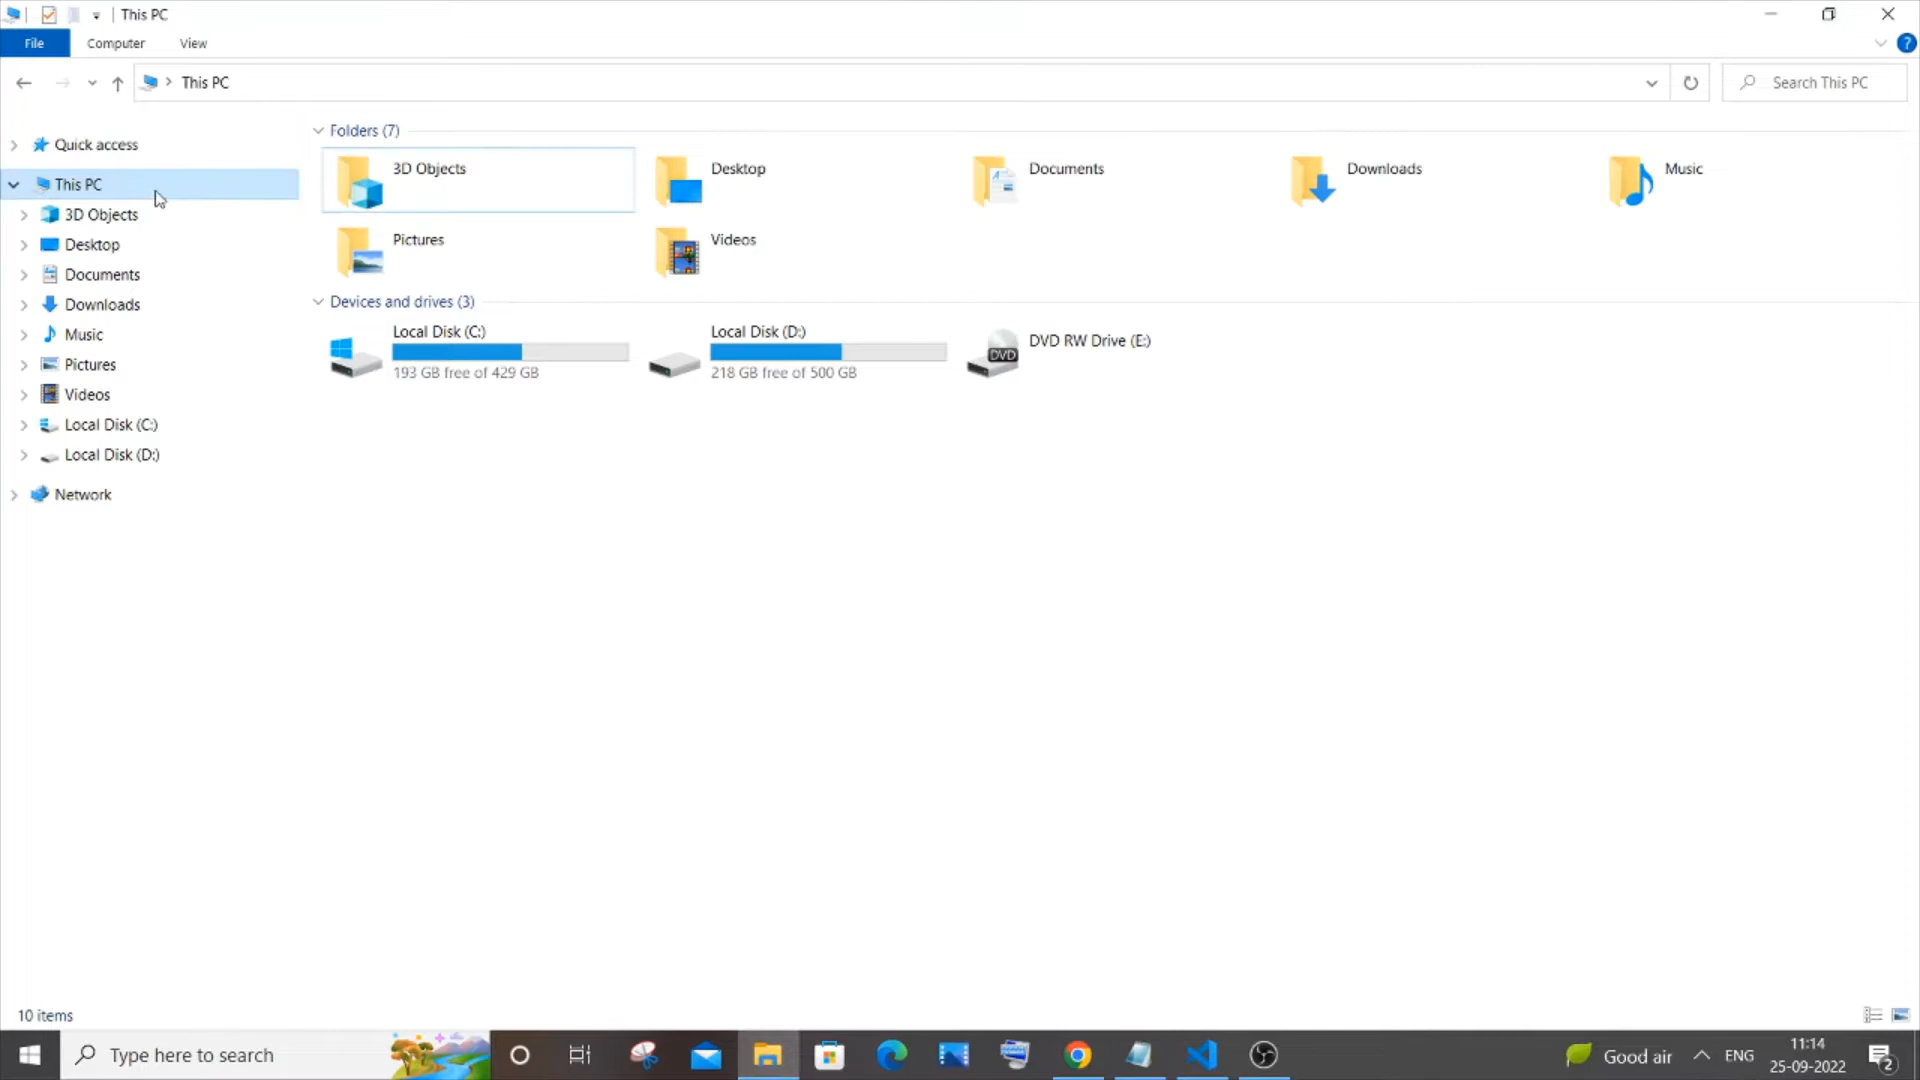 This PC
File Computer View
This PC
Search This PC
Quick access
This PC
3D Objects
Desktop
Documents
Downloads
Music
Pictures
Videos
Local Disk (C:)
Local Disk (D:)
Network
Folders (7)
3D Objects
Desktop
Documents
Downloads
Music
Pictures
Videos
Devices and drives (3)
Local Disk (C:)
193 GB free of 429 GB
Local Disk (D:)
218 GB free of 500 GB
DVD
DVD RW Drive (E:)
10 items
Type here to search
Good air
ENG
11:14
25-09-2022
2